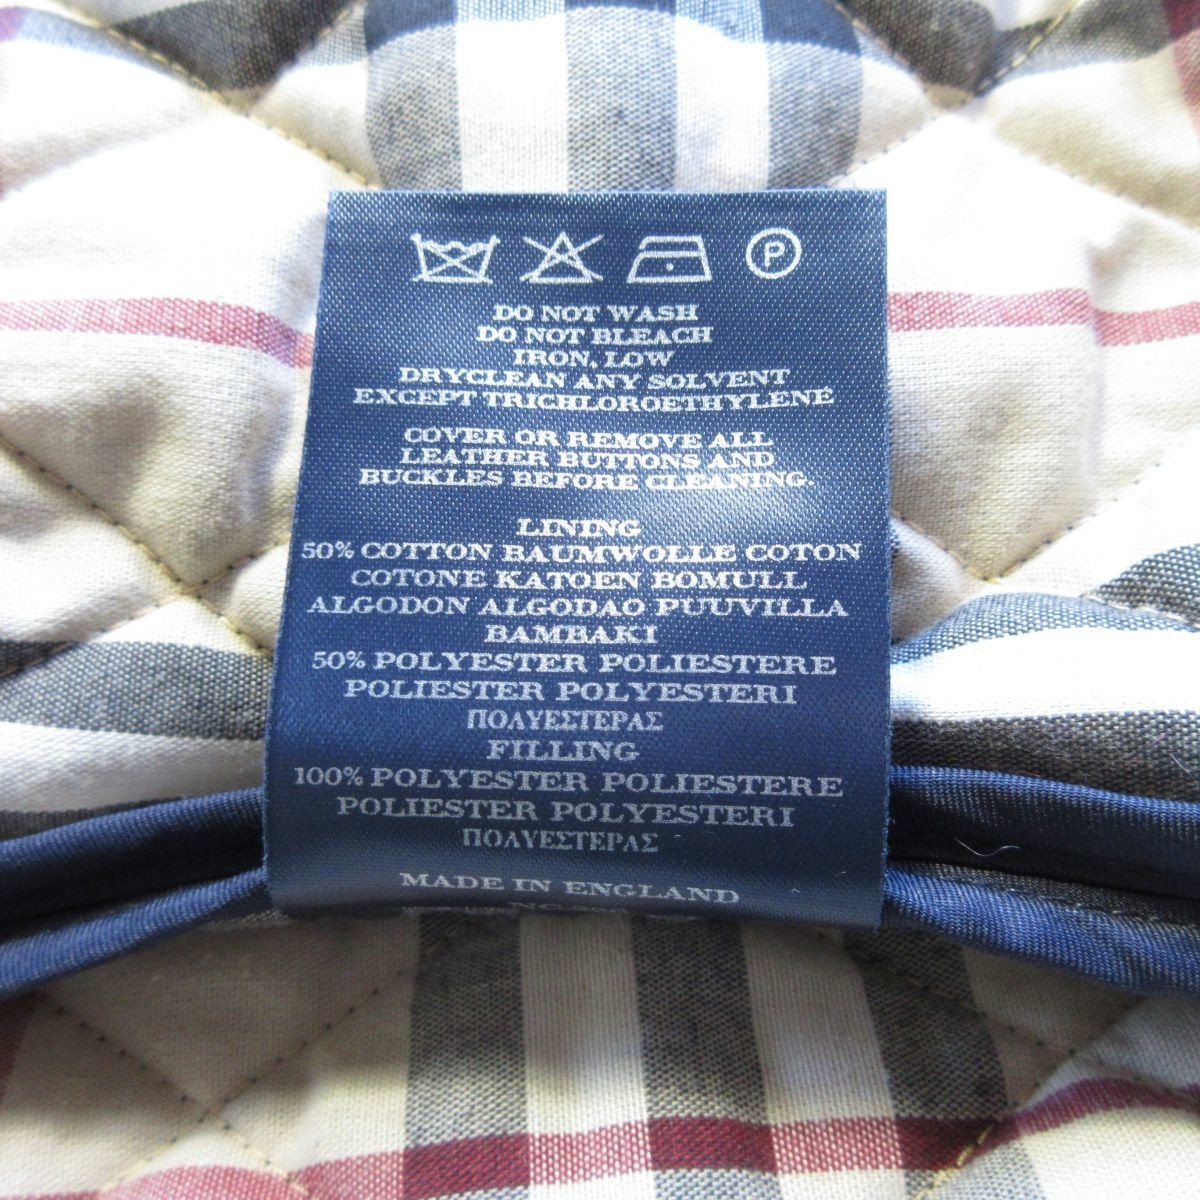 P
DO NOT WASH
DO NOT BLEACH
IRON, LOW
DRYCLEAN ANY SOLVENT
EXCEPT TRICHLOROETHYLENE
COVER OR REMOVE ALL
LEATHER BUTTONS AND
BUCKLES BEFORE CLEANING.
LINING
50% COTTON BAUMWOLLE COTON
COTONE KATOEN BOMULL
ALGODON ALGODAO PUUVILLA
BAMBAKI
50% POLYESTER POLIESTERE
POLIESTER POLYESTERI
ΠΟΛΥΕΣΤΕΡΑΣ
FILLING
100% POLYESTER POLIESTERE
POLIESTER POLYESTERI
ΠΟΛΥΕΣΤΕΡΑΣ
MADE IN ENGLAND